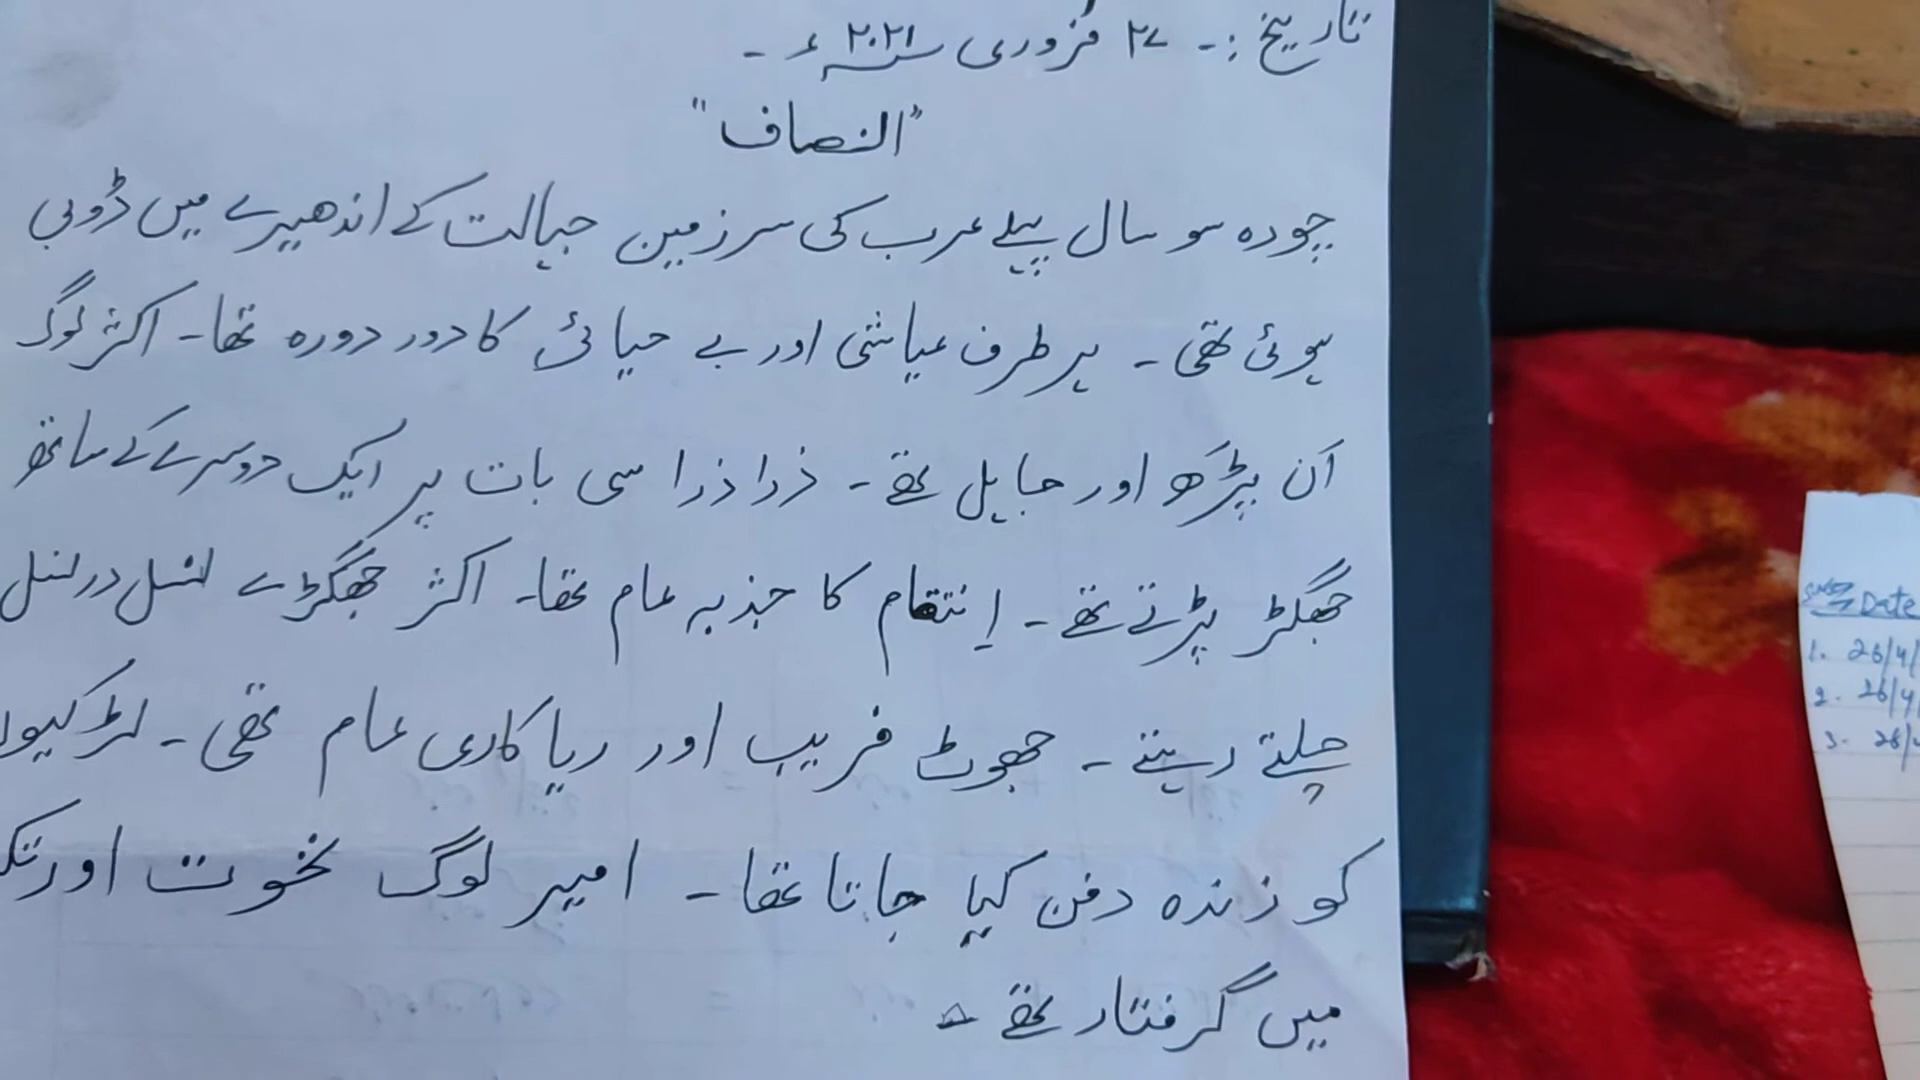 تاریخ :۔ ۲۷ فروری ۲۰۲۱ء ۔
"انصاف"
چودہ سو سال پہلے عرب کی سرزمین جہالت کے اندھیرے میں ڈوبی
ہوئی تھی ۔ ہر طرف عیاشی اور بے حیائی کا دور دورہ تھا۔ اکثر لوگ
اَن پڑھ اور جاہل تھے ۔ ذرا ذرا سی بات پر ایک دوسرے کے ساتھ
جھگڑ پڑتے تھے ۔ اِنتقام کا جذبہ عام تھا۔ اکثر جھگڑے نسل در نسل
چلتے رہتے ۔ جھوٹ فریب اور ریاکاری عام تھی ۔ لڑکیوں
کو زندہ دفن کیا جاتا تھا ۔ امیر لوگ نخوت اور
میں گرفتار تھے ۔
Date
1. 26/4/
2. 26/4/
3. 28/